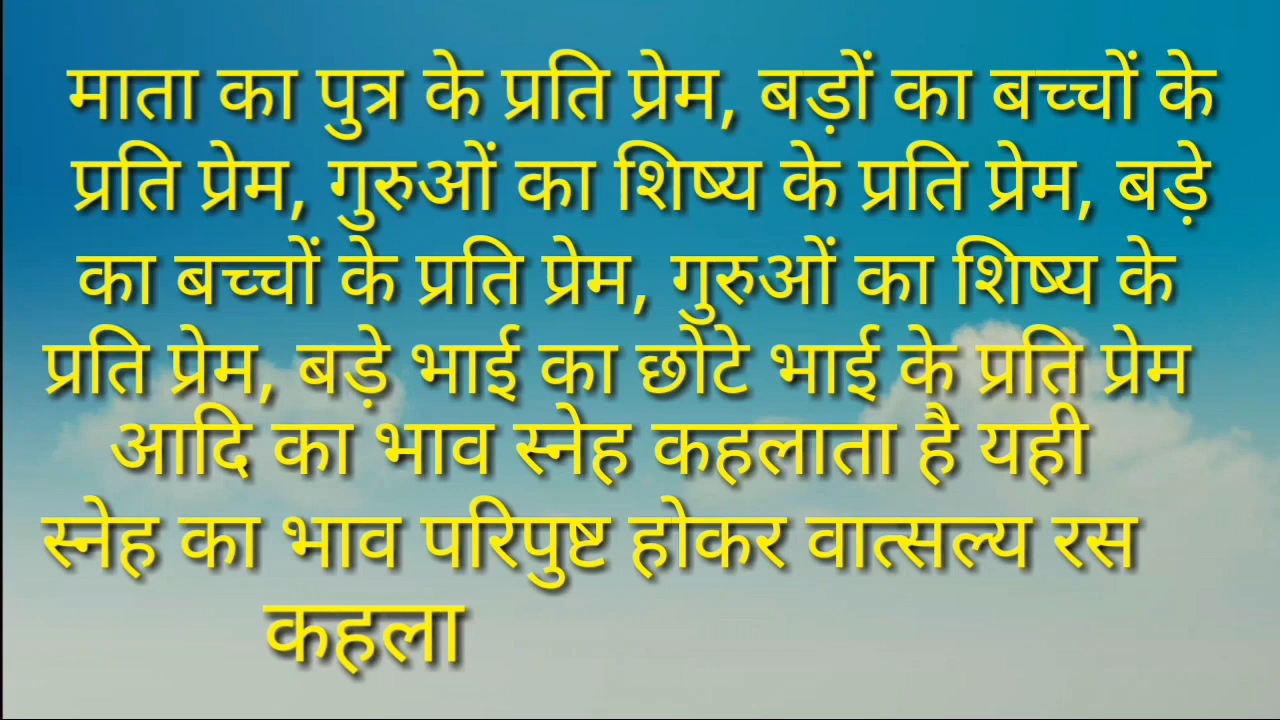 माता का पुत्र के प्रति प्रेम, बड़ों का बच्चों के
प्रति प्रेम, गुरुओं का शिष्य के प्रति प्रेम, बड़े
का बच्चों के प्रति प्रेम, गुरुओं का शिष्य के
प्रति प्रेम, बड़े भाई का छोटे भाई के प्रति प्रेम
आदि का भाव स्नेह कहलाता है यही
स्नेह का भाव परिपुष्ट होकर वात्सल्य रस
कहला